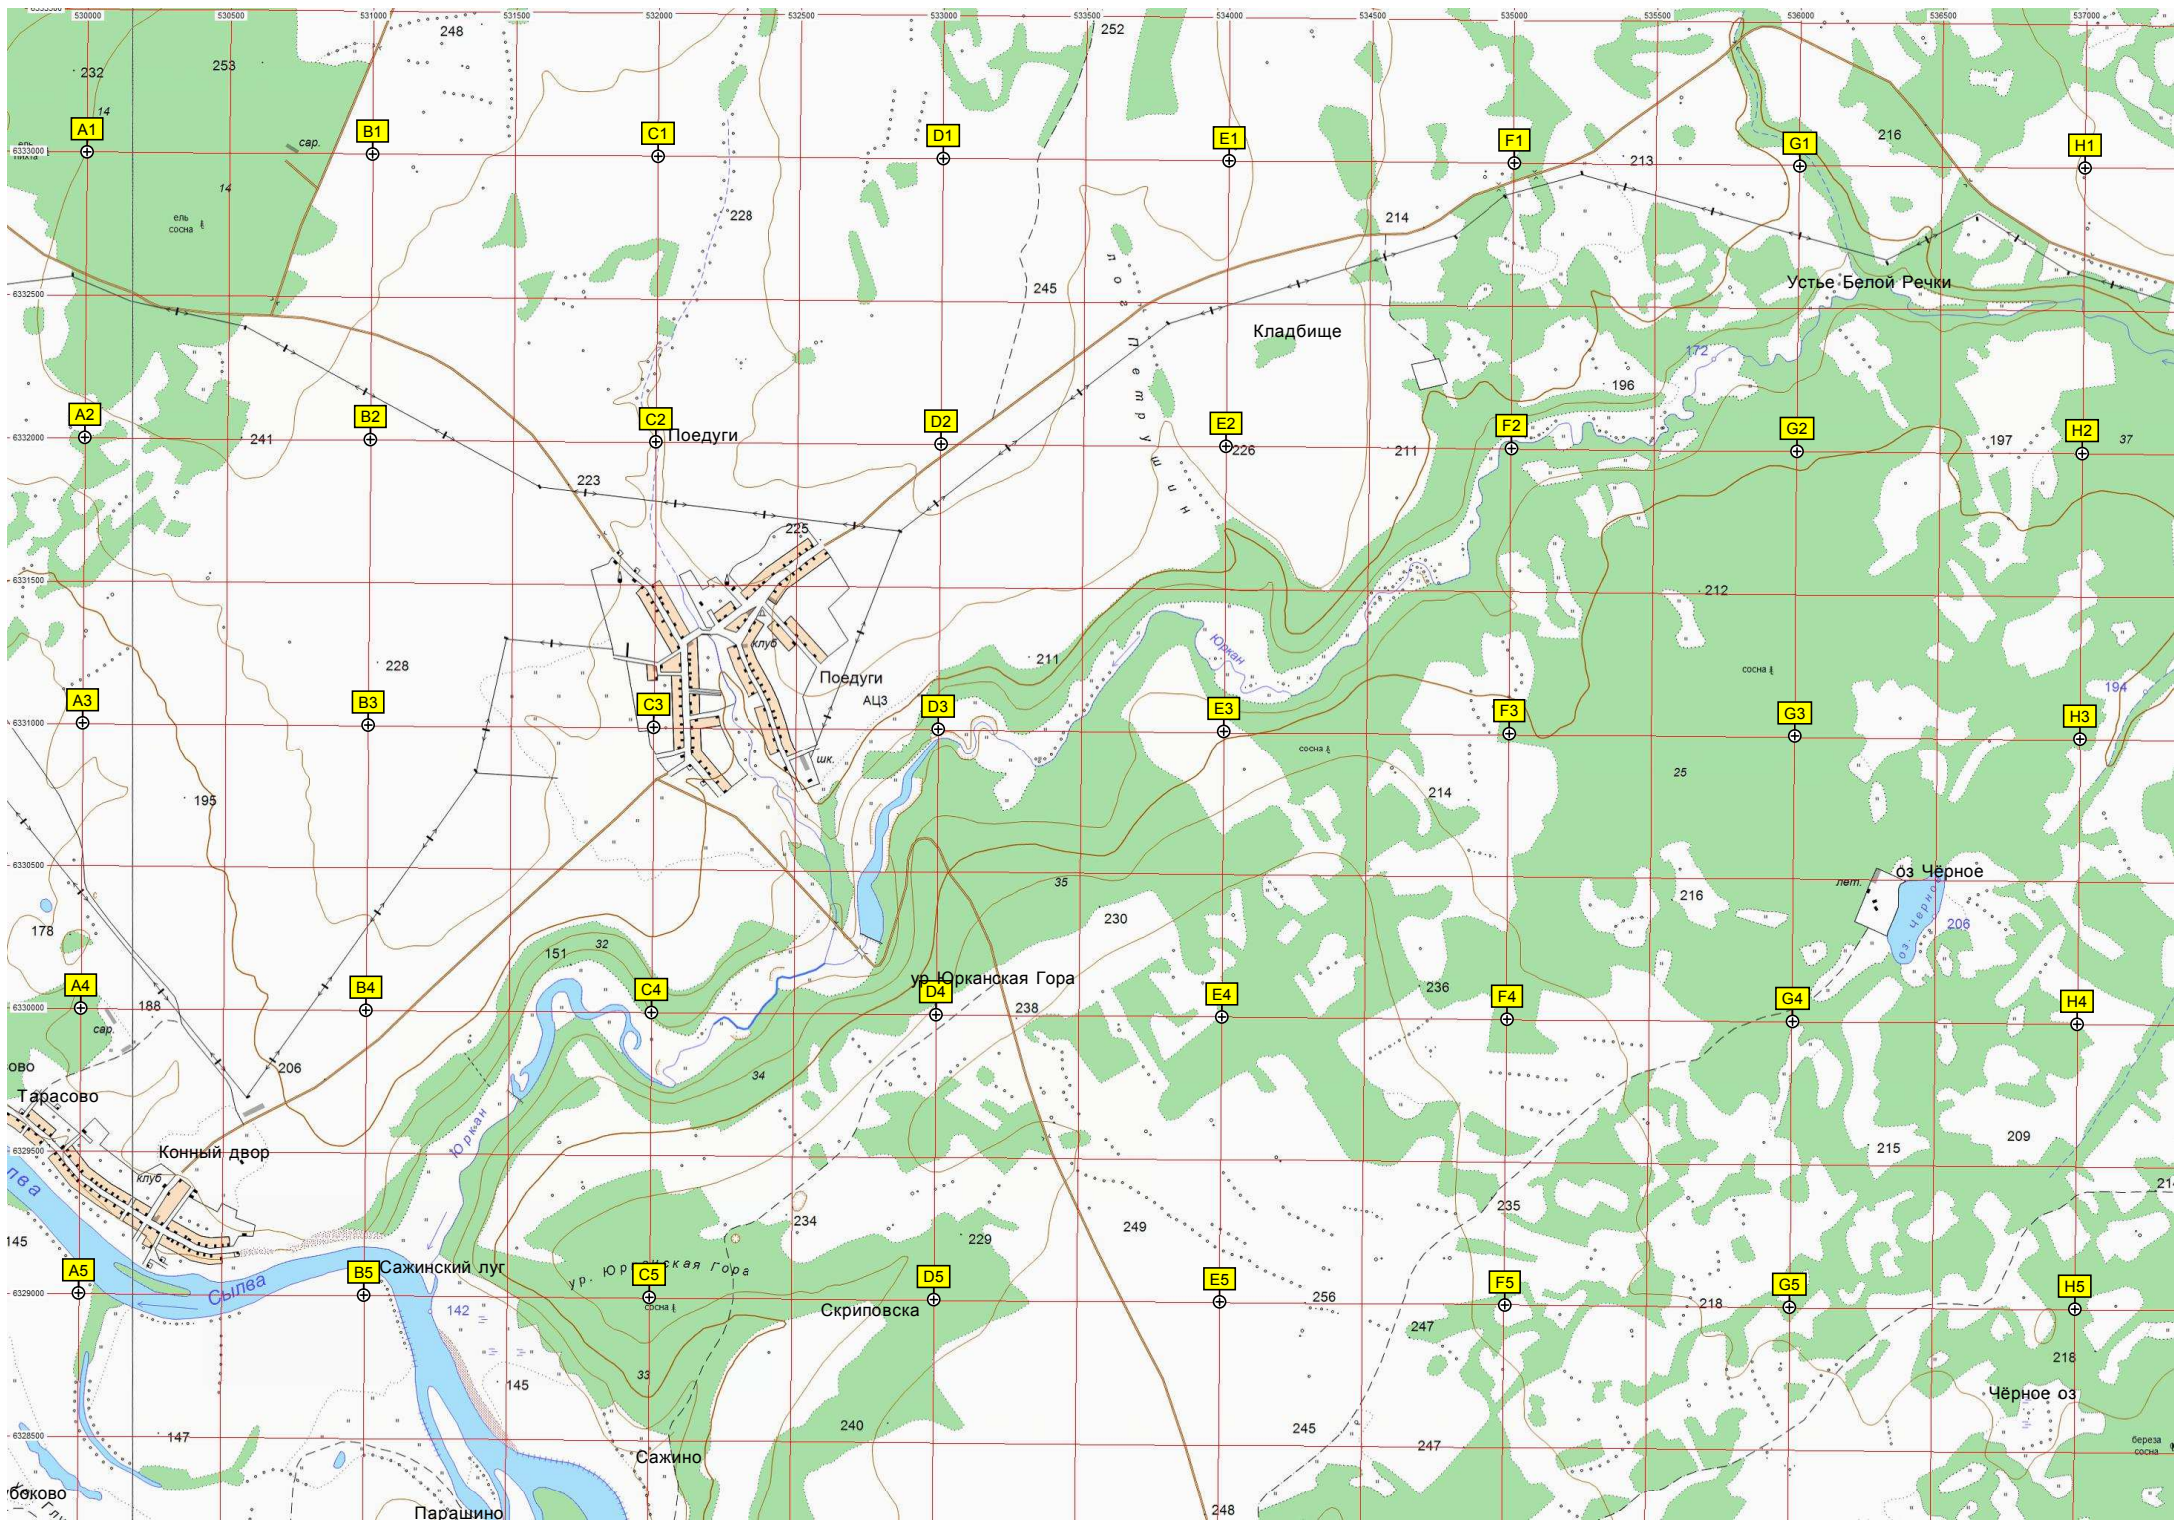 530000 530500 531000 531500 532000 532500 533000 533500 534000 534500 535000 535500 536000 536500 537000
248 252
232 253
14
A1 B1 C1 D1 E1 F1 G1 H1
216
6333000
сар.
213
ель
пихта
14
ель
сосна
228
214
лог Петрушин
245
Устье Белой Речки
6332500
Кладбище
172
196
A2 B2 C2 D2 E2 F2 G2 H2
6332000
241
Поедуги
226
211
197
37
223
225
6331500
212
клуб
Юркан
211
228
Поедуги
АЦЗ
сосна
194
A3 B3 C3 D3 E3 F3 G3 H3
6331000
сосна
шк.
25
214
195
6330500
35
216
лет.
оз Чёрное
оз. Черное
206
230
178
32
151
ур Юрканская Гора
A4 B4 C4 D4 E4 F4 G4 H4
6330000
188
238
236
сар.
ово
206
34
Тарасово
Юркан
209
215
6329500
Конный двор
клуб
лва
214
235
234
249
229
145
A5 B5 C5 D5 E5 F5 G5 H5
Сажинский луг
ур. Юрканская Гора
6329000
Сылва
142
сосна
Скриповска
256
218
247
218
33
145
Чёрное оз
240
245
247
6328500
147
береза
сосна
Сажино
убоково
Парашино
248